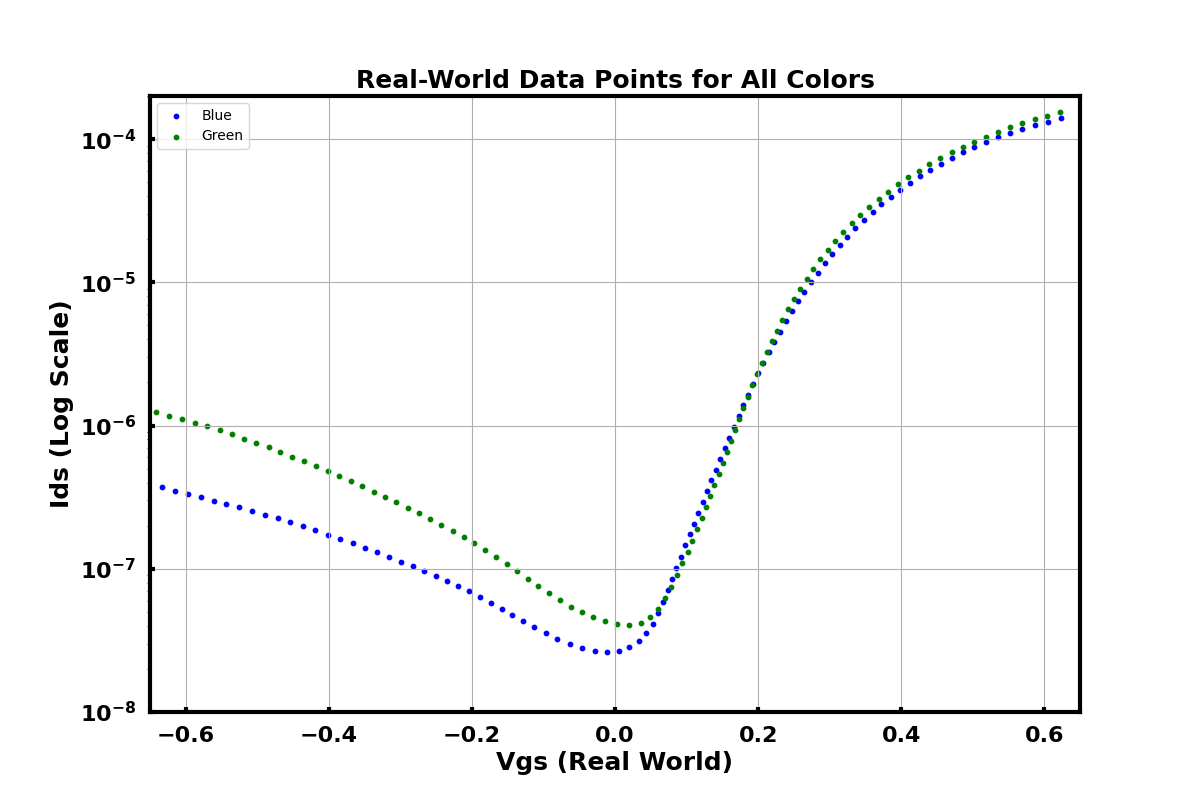 Real-World Data Points for All Colors
Blue
Green
10⁻⁴
10⁻⁵
10⁻⁶
10⁻⁷
10⁻⁸
Ids (Log Scale)
−0.6 −0.4 −0.2 0.0 0.2 0.4 0.6
Vgs (Real World)